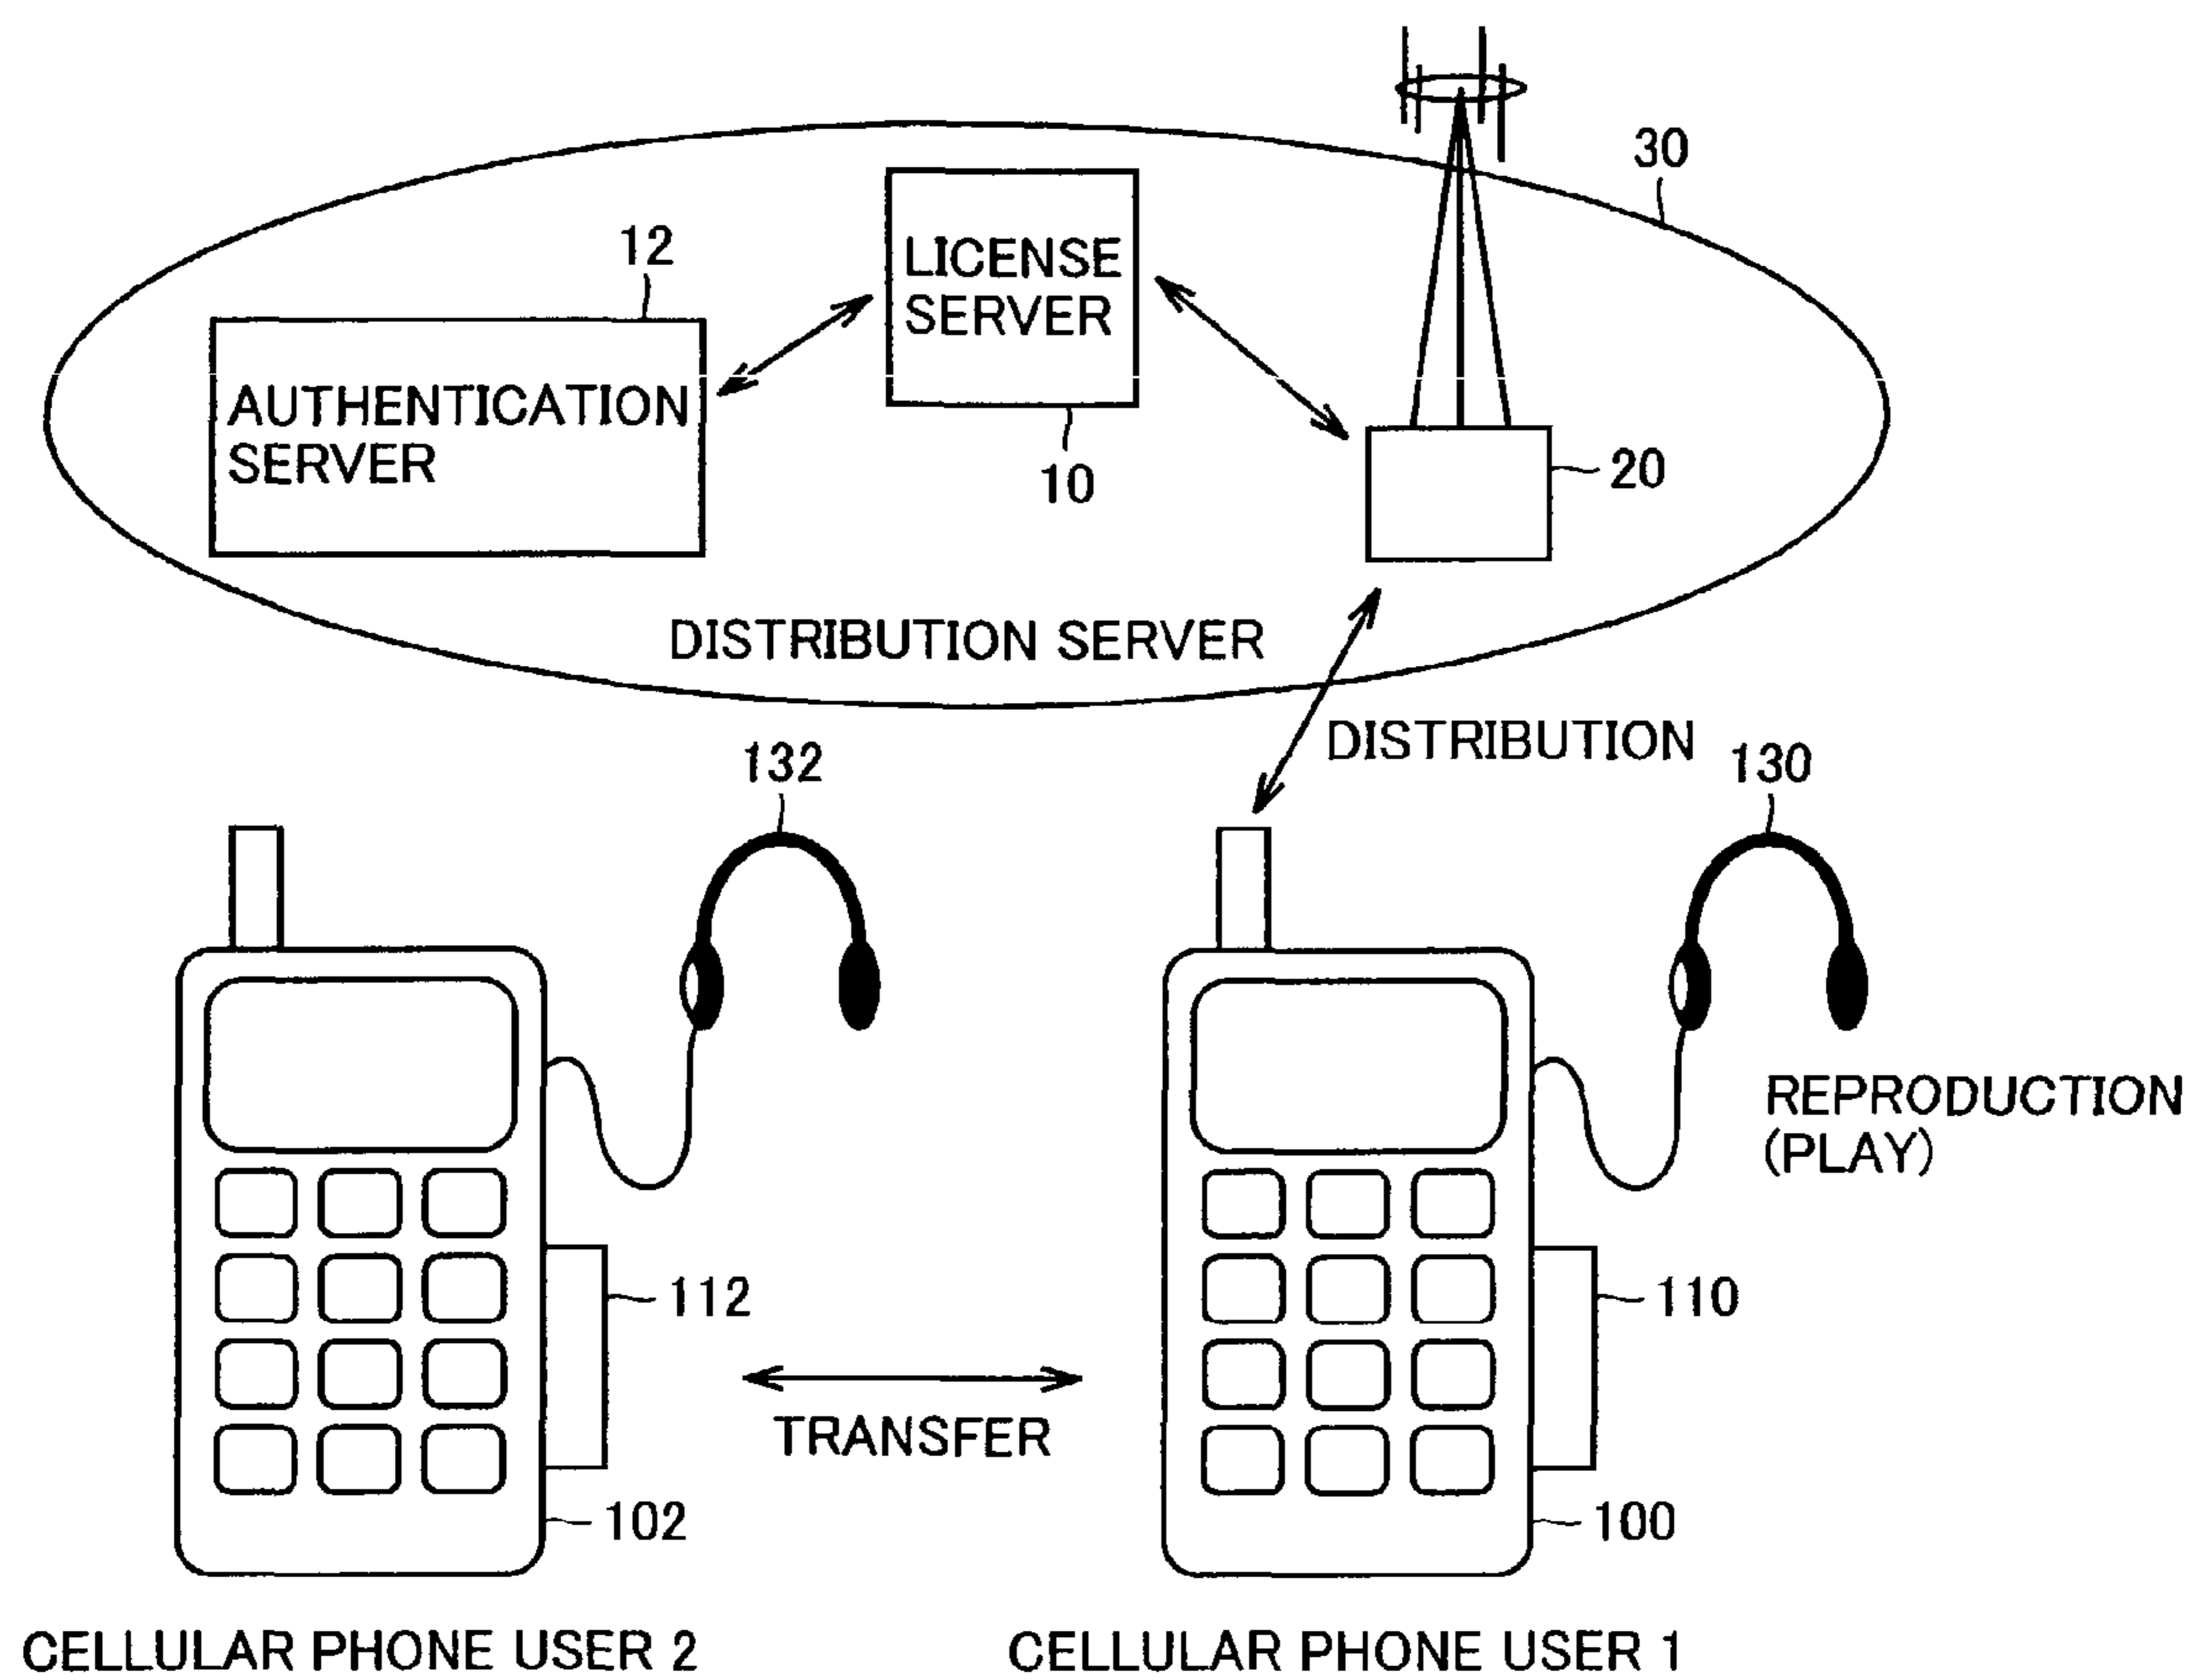 30
12
LICENSE
SERVER
AUTHENTICATION
SERVER
10
20
DISTRIBUTION SERVER
DISTRIBUTION
132
130
REPRODUCTION
(PLAY)
112
110
TRANSFER
102
100
CELLULAR PHONE USER 2
CELLULAR PHONE USER 1